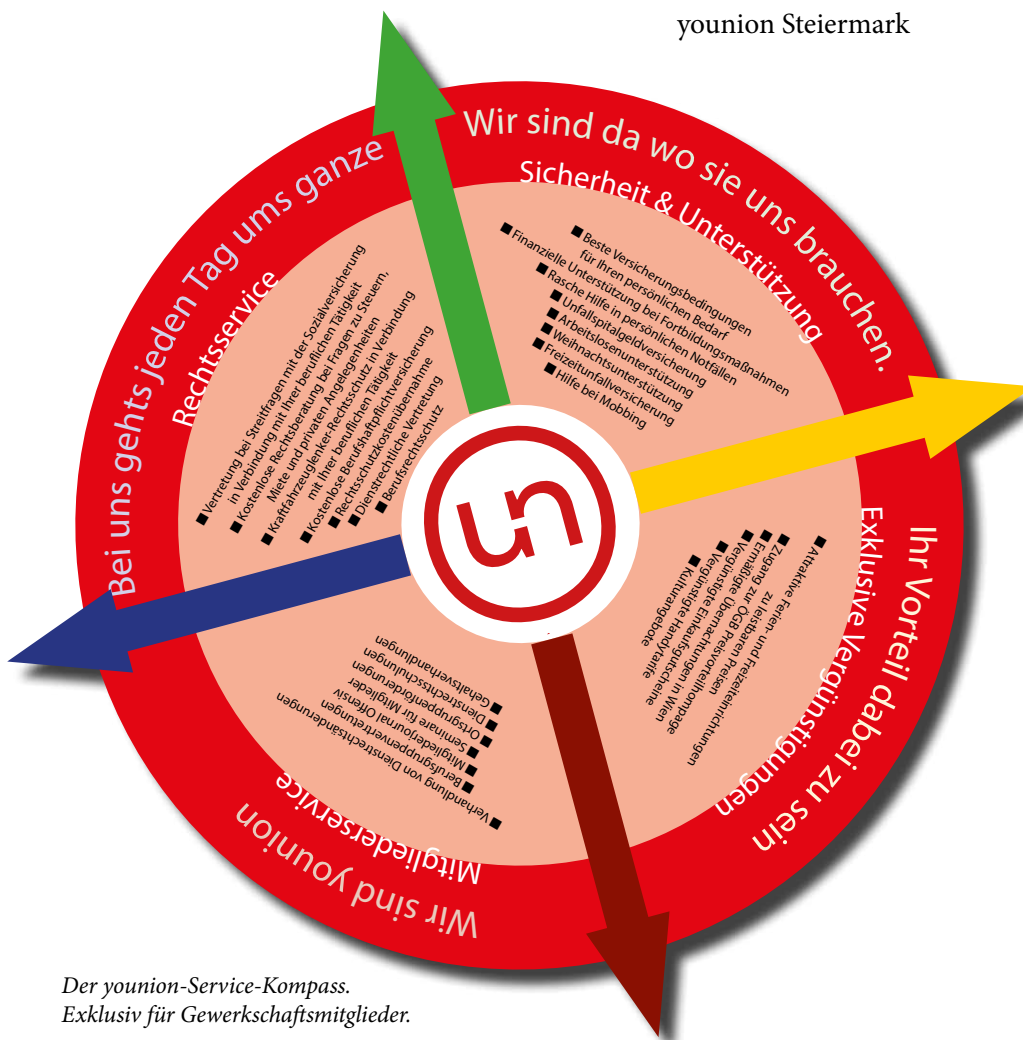 younion Steiermark
Bei uns gehts jeden Tag ums ganze
Rechtsservice
■ Vertretung bei Streitfragen mit der Sozialversicherung
in Verbindung mit Ihrer beruflichen Tätigkeit
■ Kostenlose Rechtsberatung bei Fragen zu Steuern,
Miete und privaten Angelegenheiten
■ Kraftfahrzeuglenker-Rechtsschutz in Verbindung
mit Ihrer beruflichen Tätigkeit
■ Kostenlose Berufshaftpflichtversicherung
■ Rechtsschutzkostenübernahme
■ Dienstrechtliche Vertretung
■ Berufsrechtsschutz
Wir sind da wo sie uns brauchen.
Sicherheit & Unterstützung
■ Beste Versicherungsbedingungen
für Ihren persönlichen Bedarf
■ Finanzielle Unterstützung bei Fortbildungsmaßnahmen
■ Rasche Hilfe in persönlichen Notfällen
■ Unfallspitalgeldversicherung
■ Arbeitslosenunterstützung
■ Weihnachtsunterstützung
■ Freizeitunfallversicherung
■ Hilfe bei Mobbing
Ihr Vorteil dabei zu sein
Exklusive Vergünstigungen
■ Attraktive Ferien- und Freizeiteinrichtungen
zu leistbaren Preisen
■ Zugang zur ÖGB Preisvorteilhompage
■ Ermäßigte Übernachtungen in Wien
■ Vergünstigte Einkaufsgutscheine
■ Vergünstigte Handytarife
■ Kulturangebote
Wir sind younion
Mitgliederservice
■ Verhandlung von Dienstrechtsänderungen
■ Berufsgruppenvertretungen
■ Mitgliederjournal Offensiv
■ Seminare für Mitglieder
■ Ortsgruppenförderungen
■ Dienstrechtsschulungen
■ Gehaltsverhandlungen
un
Der younion-Service-Kompass.
Exklusiv für Gewerkschaftsmitglieder.